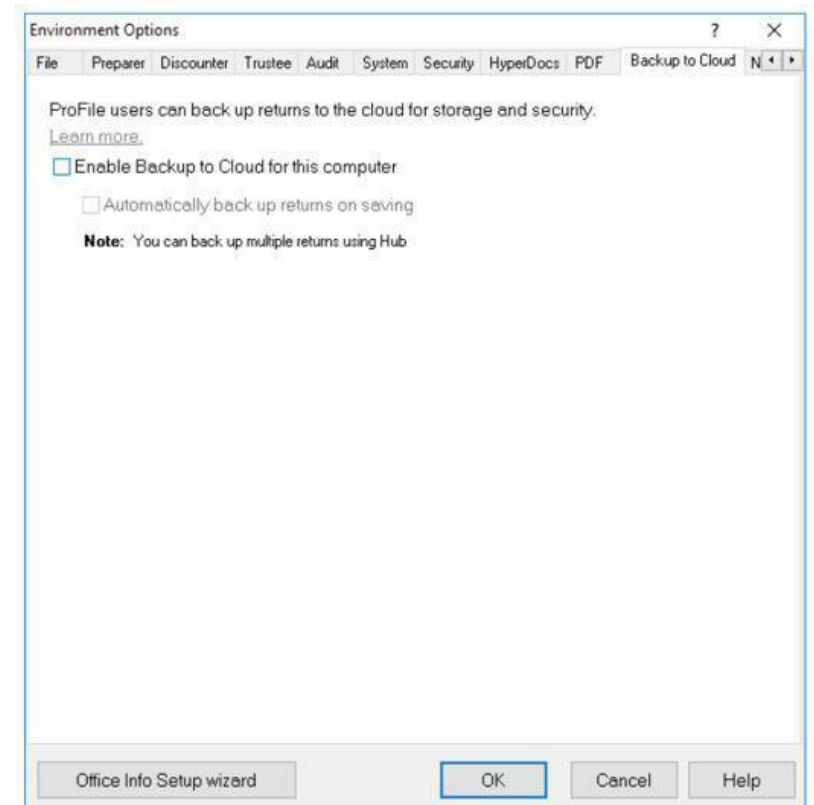 Environment Options ?
File Preparer Discounter Trustee Audit System Security HyperDocs PDF Backup to Cloud N
ProFile users can back up returns to the cloud for storage and security.
Learn more.
Enable Backup to Cloud for this computer
Automatically back up returns on saving
Note: You can back up multiple returns using Hub
Office Info Setup wizard OK Cancel Help